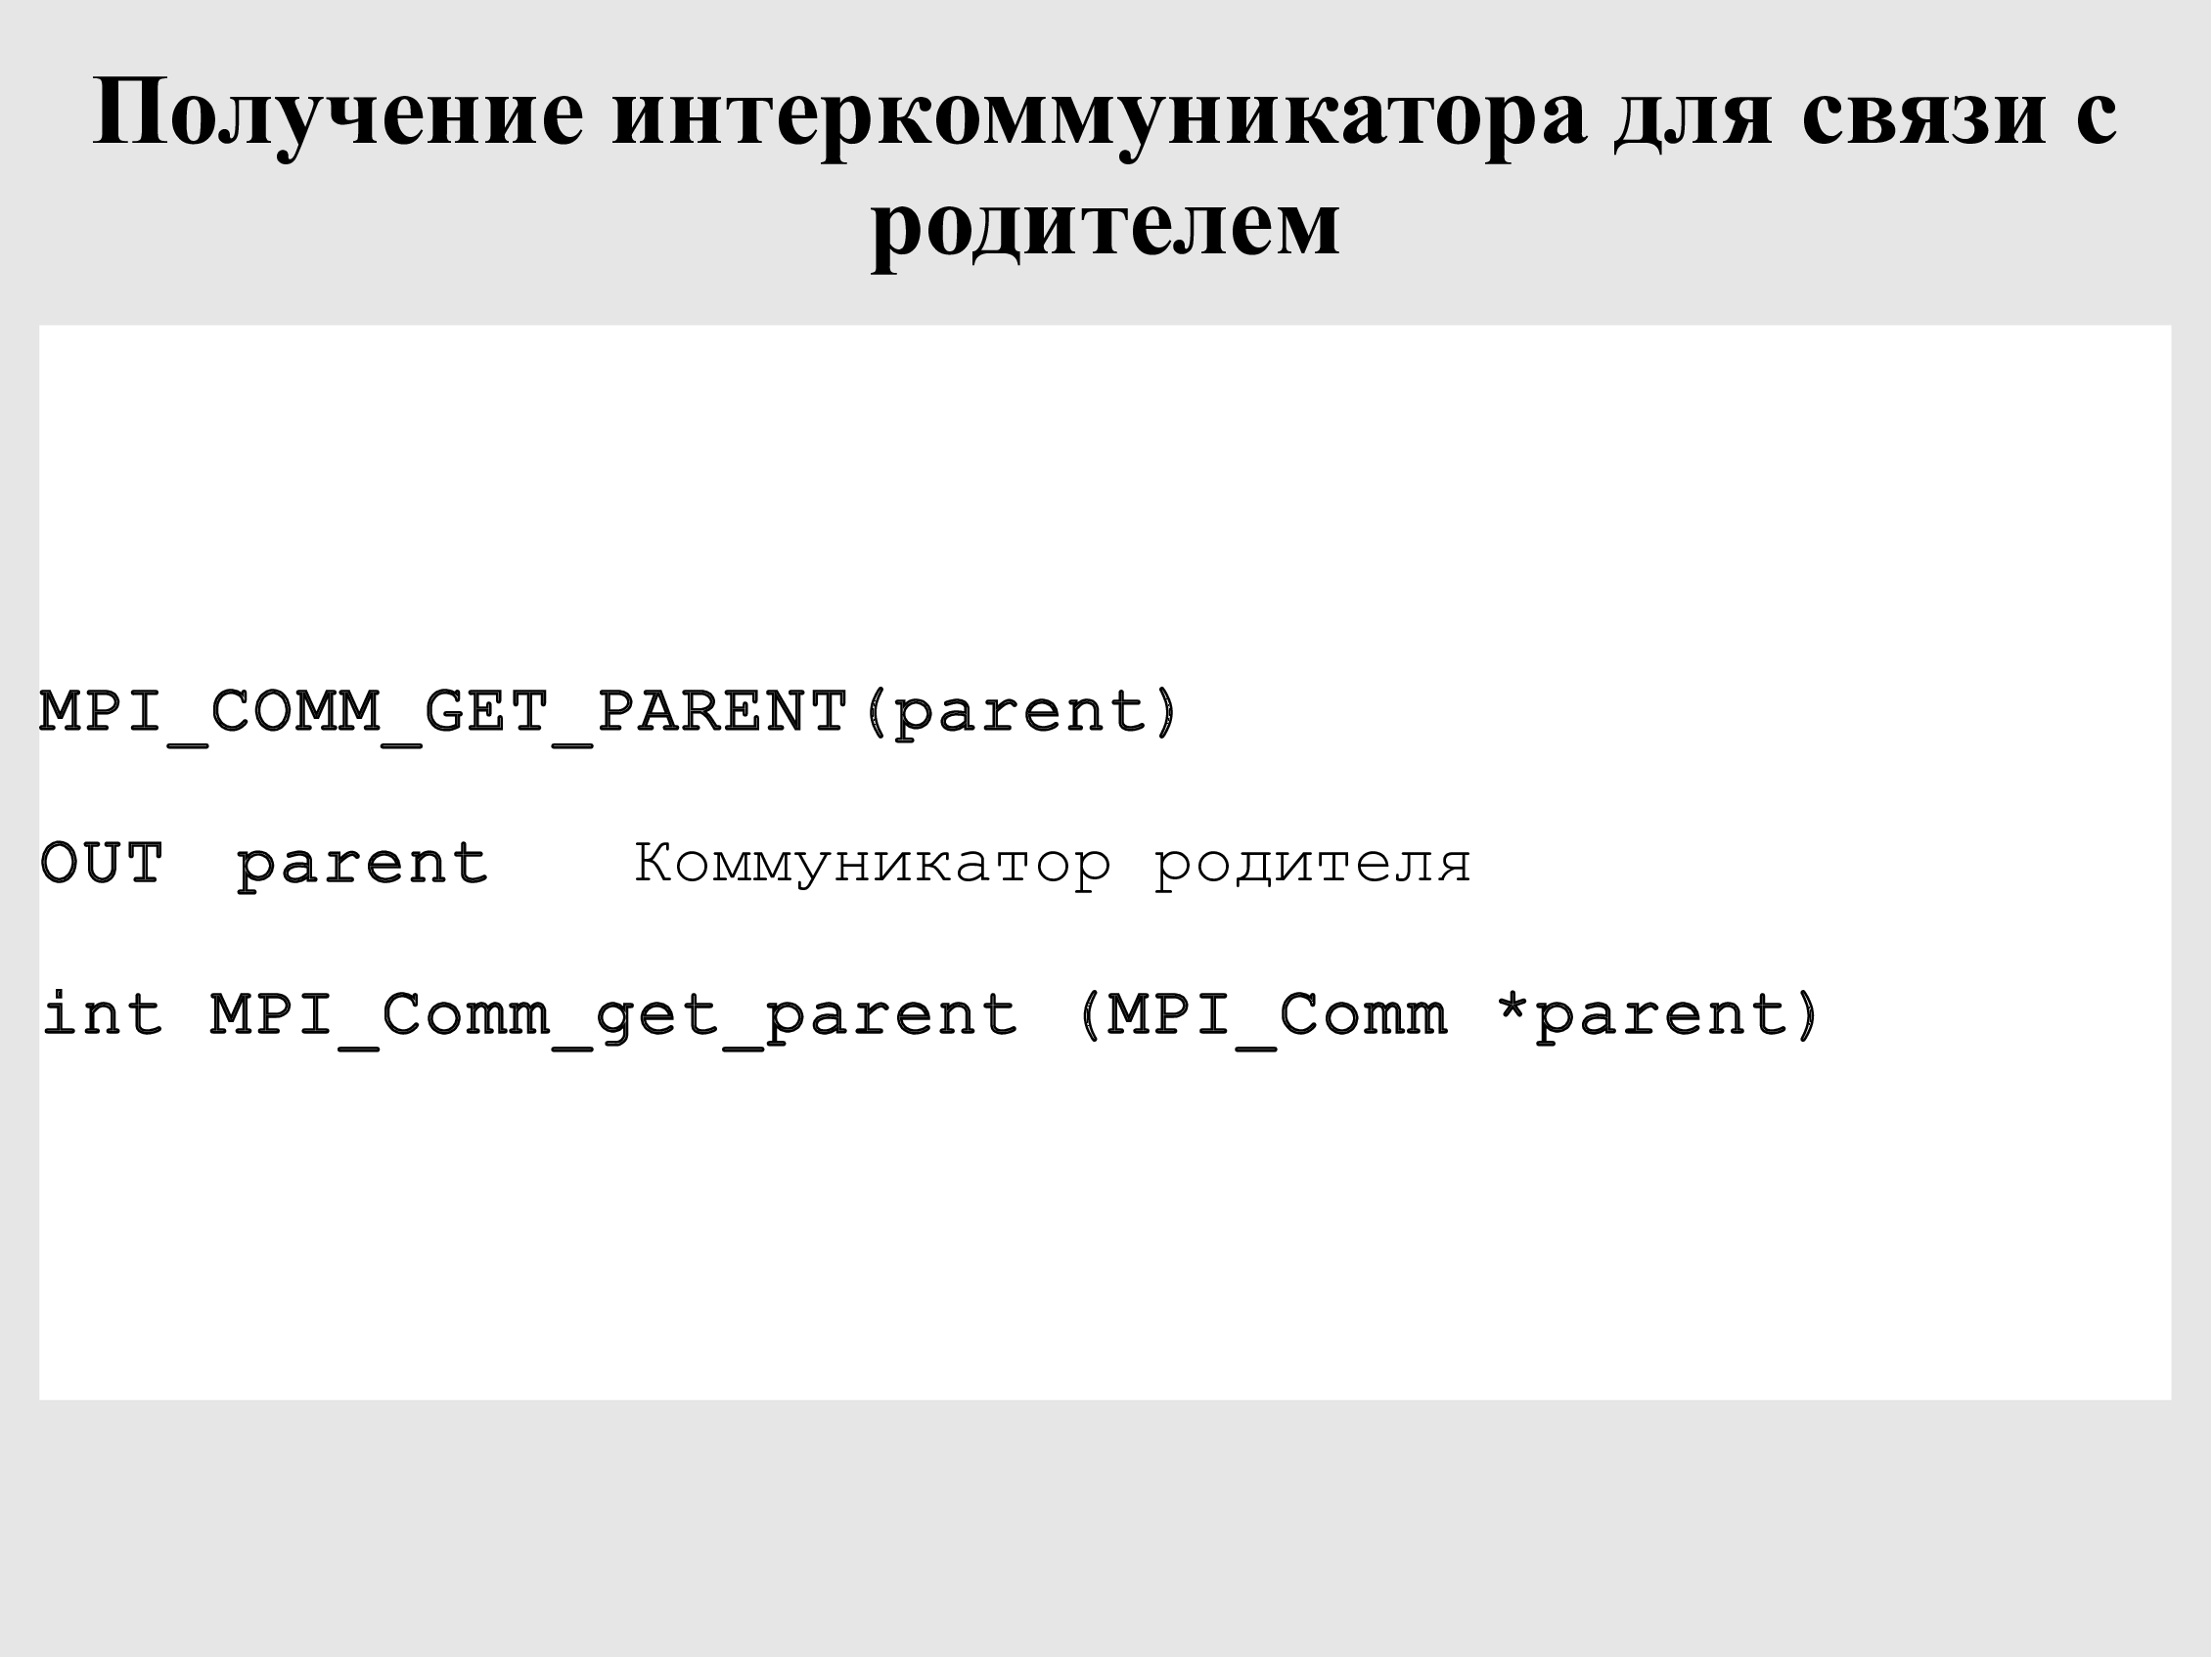 Получение интеркоммуникатора для связи с
родителем
MPI_COMM_GET_PARENT(parent)
OUT parent Коммуникатор родителя
int MPI_Comm_get_parent (MPI_Comm *parent)